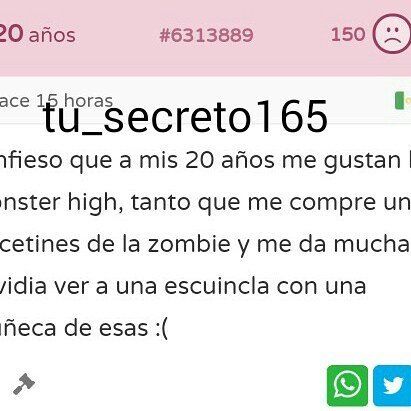 20 años #6313889 150
ace 15 horas
tu_secreto165
nfieso que a mis 20 años me gustan l
onster high, tanto que me compre un
cetines de la zombie y me da mucha
vidia ver a una escuincla con una
uñeca de esas :(